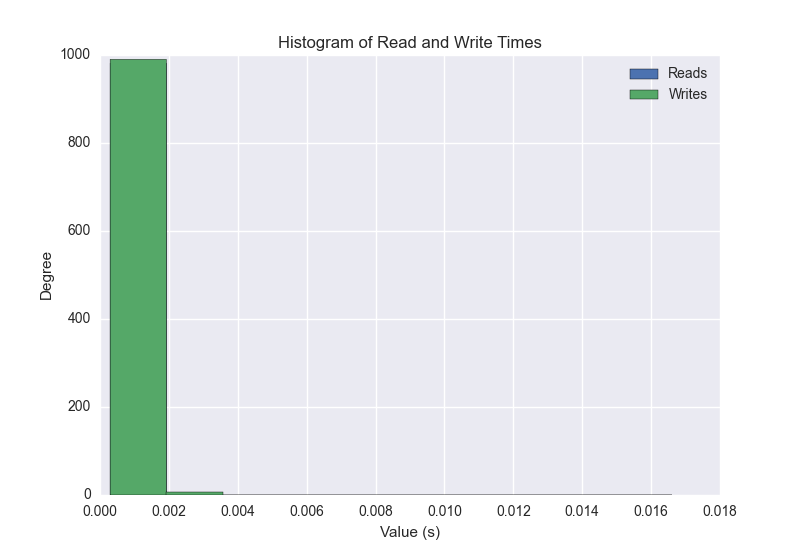 Histogram of Read and Write Times
1000
800
600
400
200
0
Degree
Reads
Writes
0.000 0.002 0.004 0.006 0.008 0.010 0.012 0.014 0.016 0.018
Value (s)